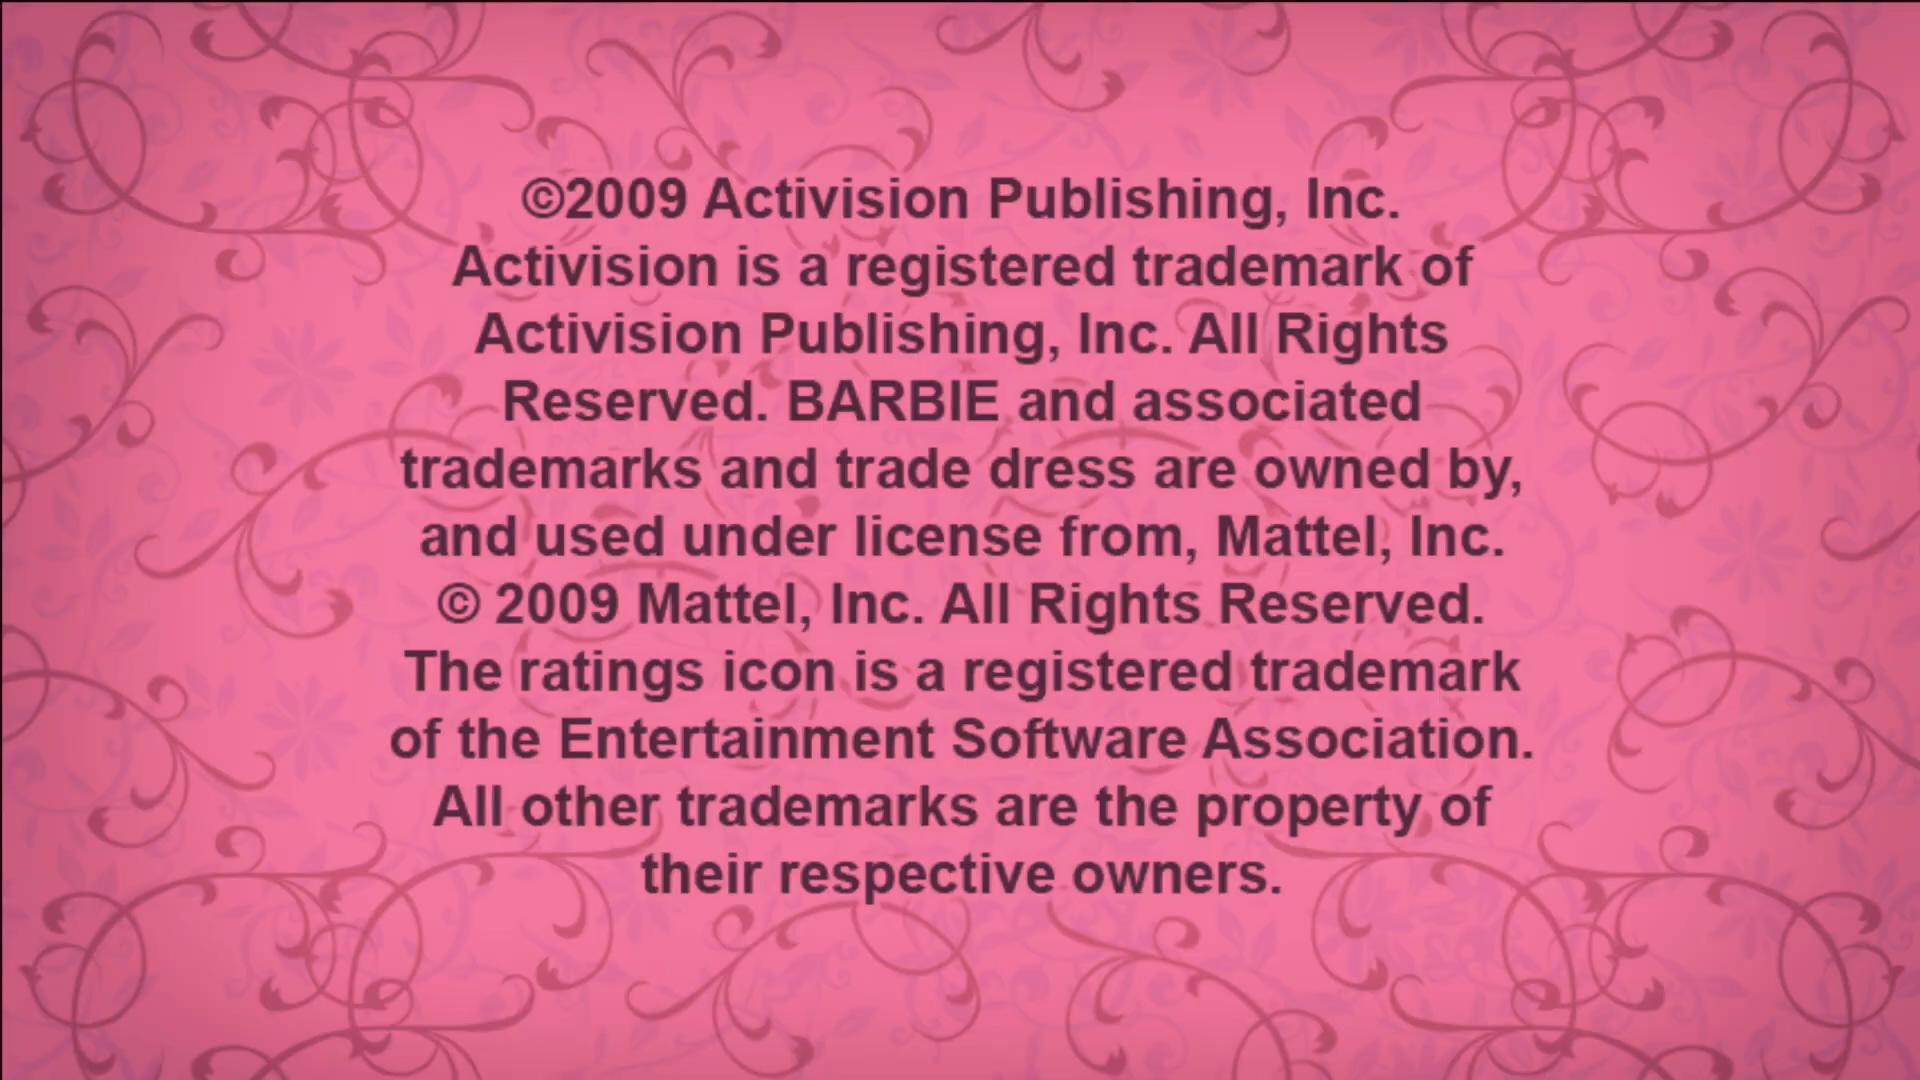 ©2009 Activision Publishing, Inc.
Activision is a registered trademark of
Activision Publishing, Inc. All Rights
Reserved. BARBIE and associated
trademarks and trade dress are owned by,
and used under license from, Mattel, Inc.
© 2009 Mattel, Inc. All Rights Reserved.
The ratings icon is a registered trademark
of the Entertainment Software Association.
All other trademarks are the property of
their respective owners.